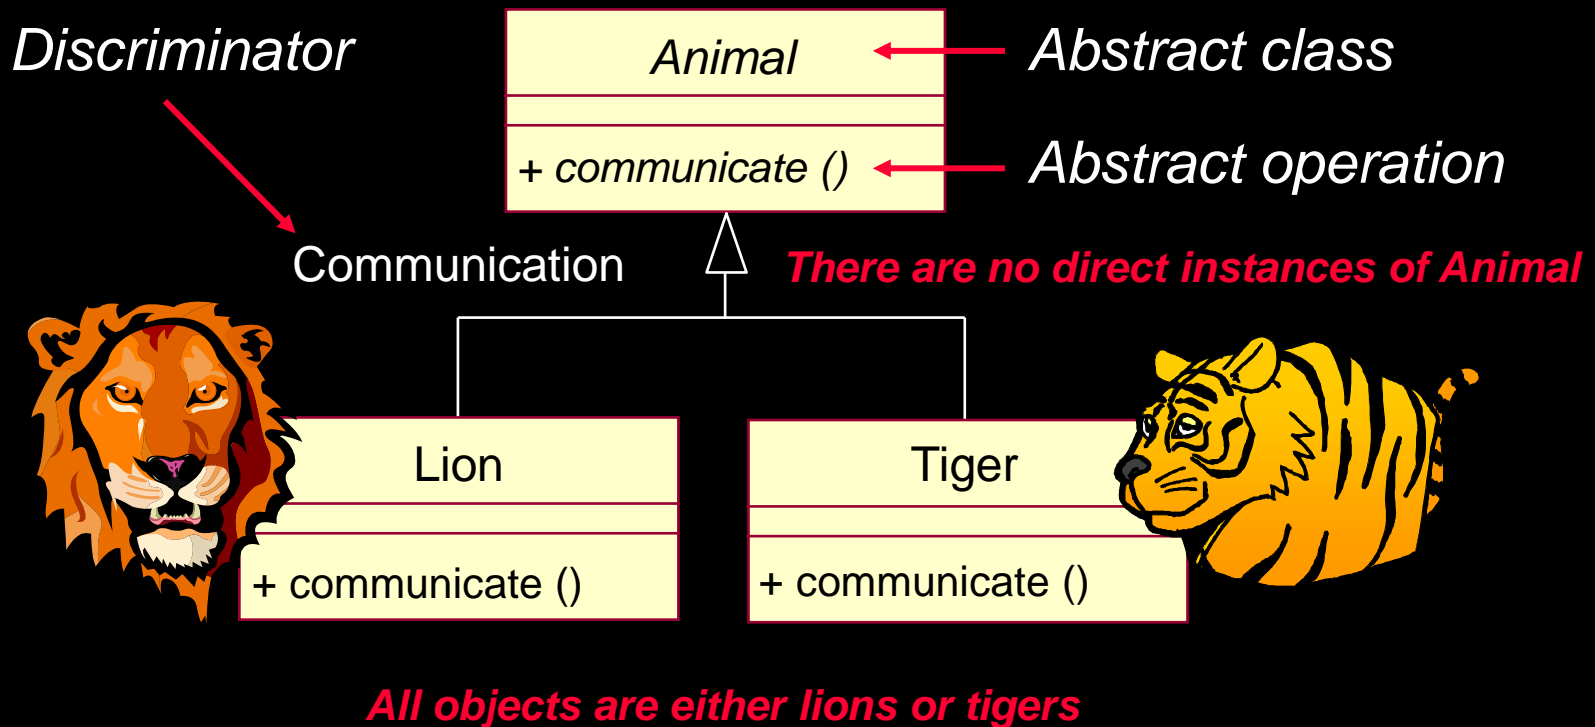 Discriminator
Animal
Abstract class
+ communicate ()
Abstract operation
Communication
There are no direct instances of Animal
Lion
Tiger
+ communicate ()
+ communicate ()
All objects are either lions or tigers